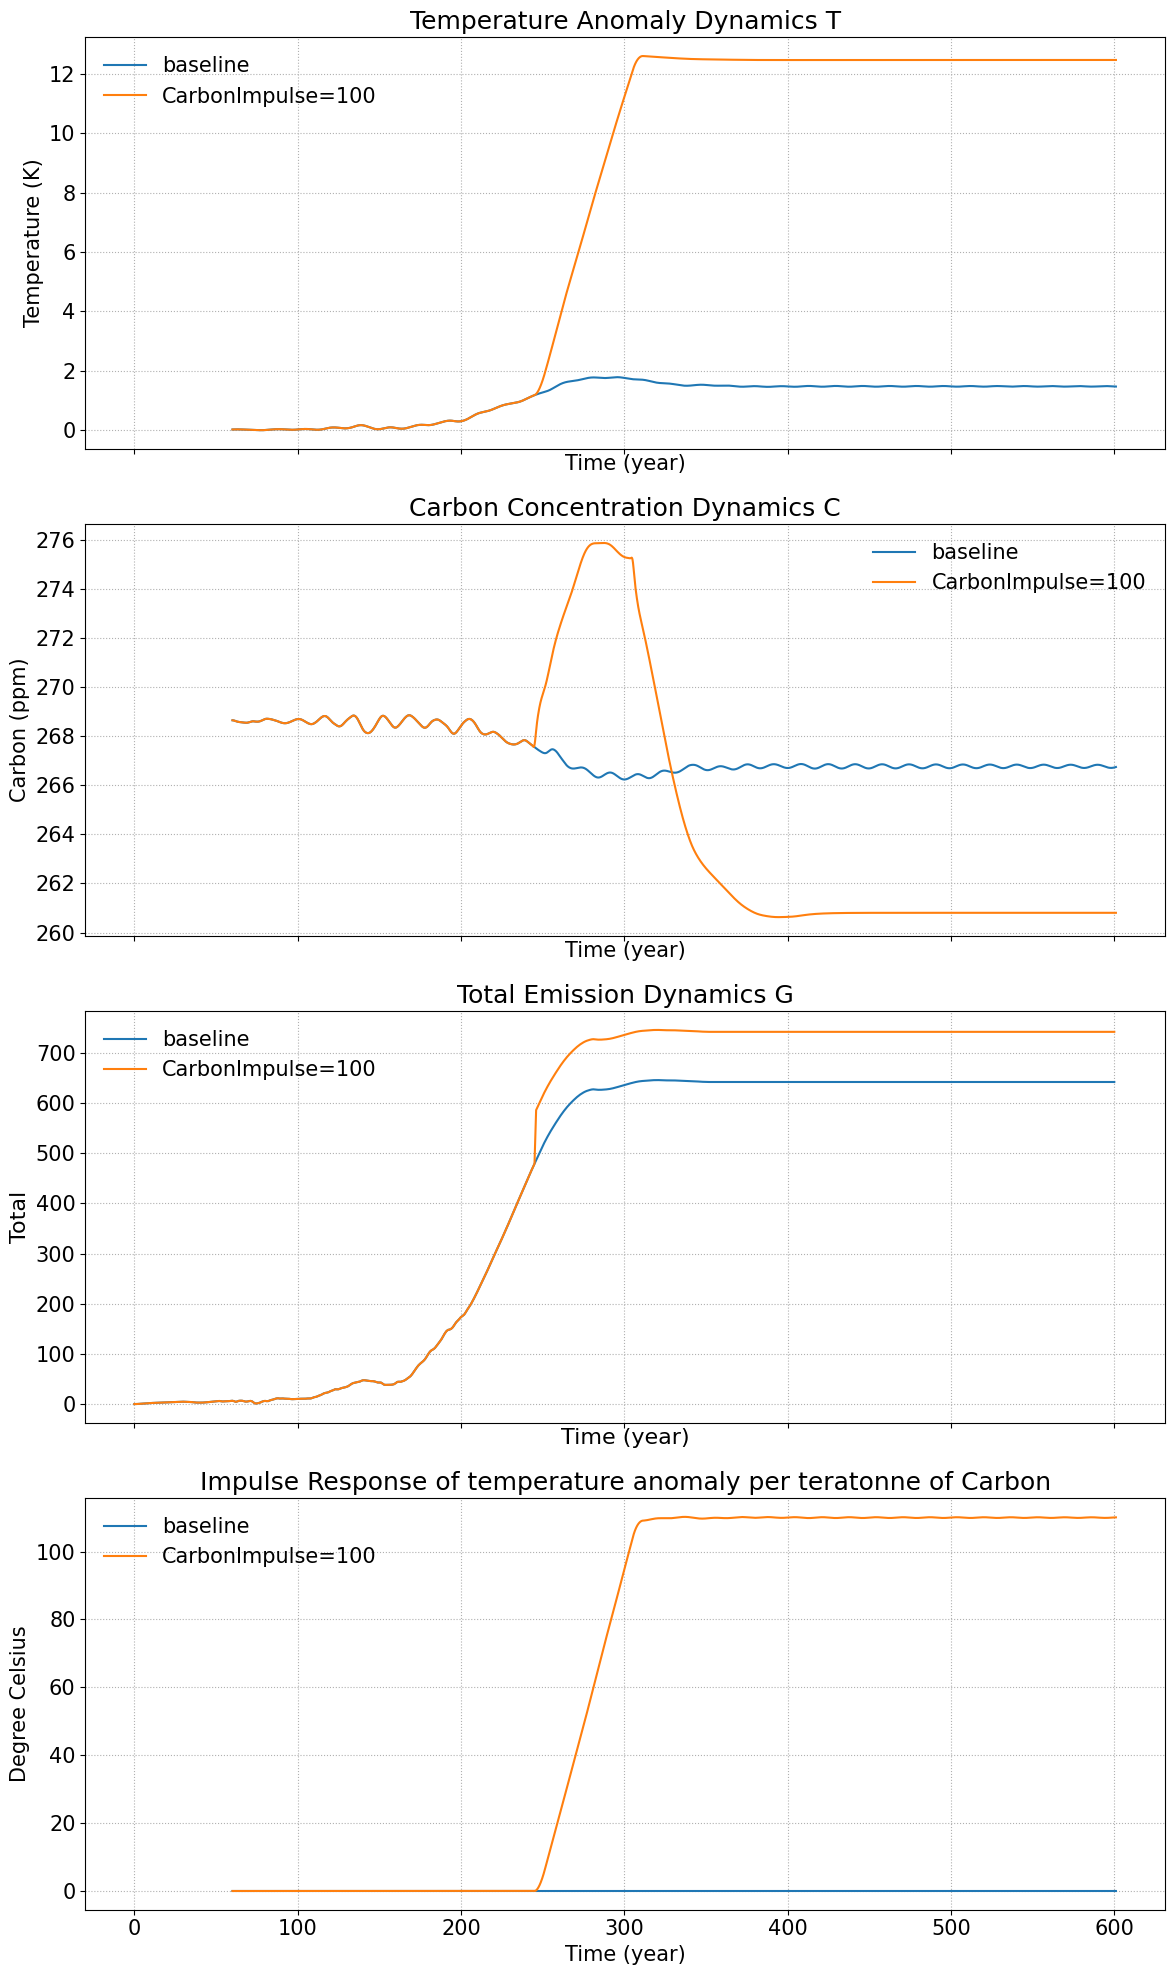 Temperature Anomaly Dynamics T
baseline
CarbonImpulse=100
12
10
8
6
4
2
0
Temperature (K)
Time (year)
Carbon Concentration Dynamics C
baseline
CarbonImpulse=100
276
274
272
270
268
266
264
262
260
Carbon (ppm)
Time (year)
Total Emission Dynamics G
baseline
CarbonImpulse=100
700
600
500
400
300
200
100
0
Total
Time (year)
Impulse Response of temperature anomaly per teratonne of Carbon
baseline
CarbonImpulse=100
100
80
60
40
20
0
Degree Celsius
0 100 200 300 400 500 600
Time (year)